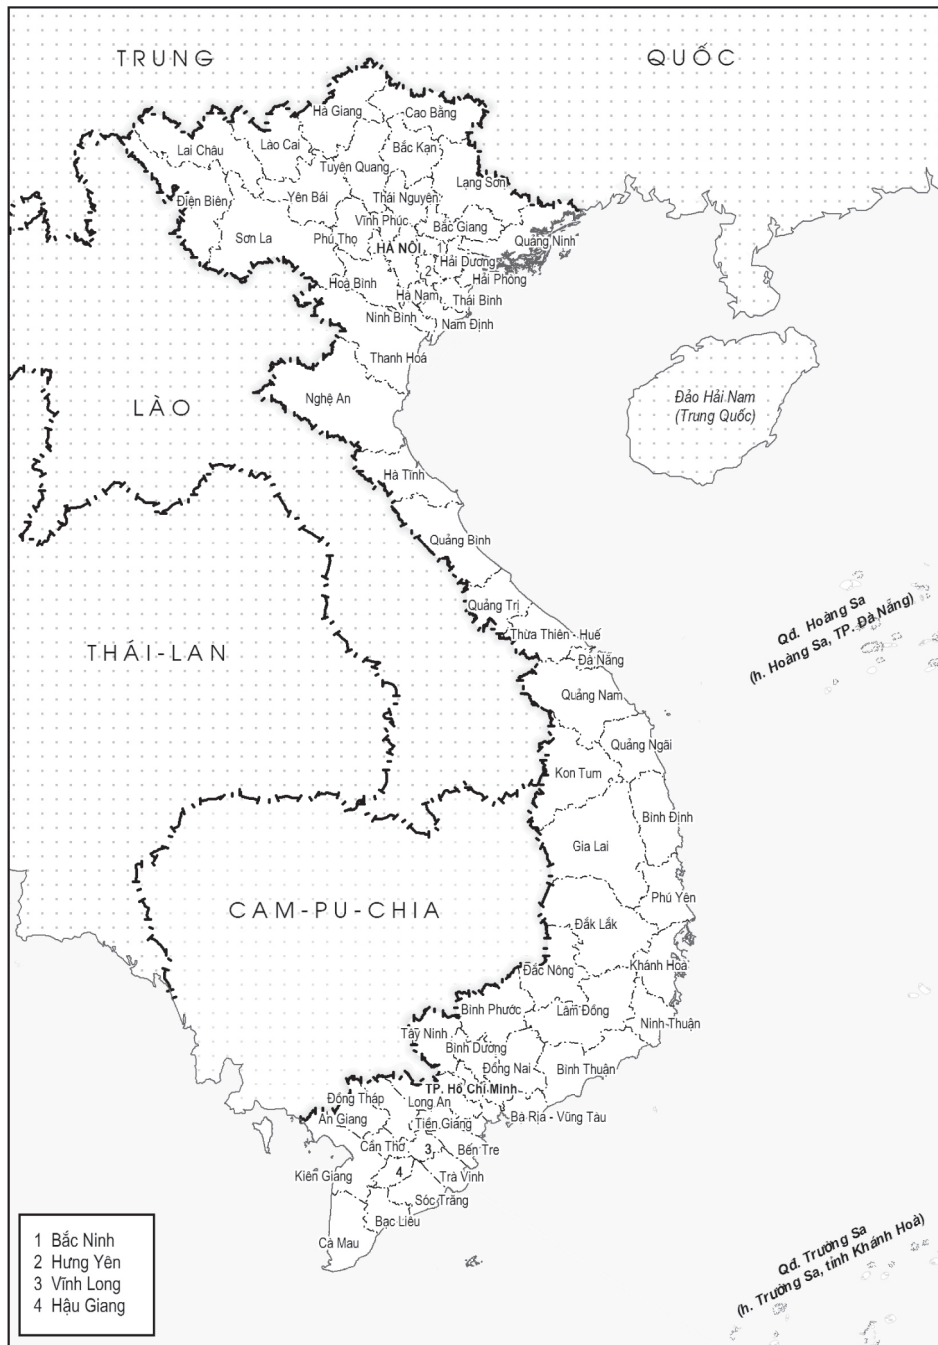 TRUNG
QUỐC
Hà Giang
Cao Bằng
Lai Châu
Lào Cai
Bắc Kạn
Tuyên Quang
Lạng Sơn
Điện Biên
Yên Bái
Thái Nguyên
Vĩnh Phúc
Bắc Giang
Sơn La
Phú Thọ
HÀ NỘI
1
Quảng Ninh
Hải Dương
2
Hoà Bình
Hải Phòng
Hà Nam
Thái Bình
Ninh Bình
Nam Định
Thanh Hoá
Nghệ An
Đảo Hải Nam
(Trung Quốc)
LÀO
Hà Tĩnh
Quảng Bình
Quảng Trị
Thừa Thiên - Huế
Qđ. Hoàng Sa
(h. Hoàng Sa, TP. Đà Nẵng)
THÁI-LAN
Đà Nẵng
Quảng Nam
Quảng Ngãi
Kon Tum
Bình Định
Gia Lai
Phú Yên
CAM-PU-CHIA
Đắk Lắk
Khánh Hoà
Đắc Nông
Bình Phước
Lâm Đồng
Ninh Thuận
Tây Ninh
Bình Dương
Đồng Nai
Bình Thuận
TP. Hồ Chí Minh
Đồng Tháp
Long An
An Giang
Tiền Giang
Bà Rịa - Vũng Tàu
Cần Thơ
3
Bến Tre
4
Kiên Giang
Trà Vinh
Sóc Trăng
Bạc Liêu
Cà Mau
Qđ. Trường Sa
(h. Trường Sa, tỉnh Khánh Hoà)
1 Bắc Ninh
2 Hưng Yên
3 Vĩnh Long
4 Hậu Giang